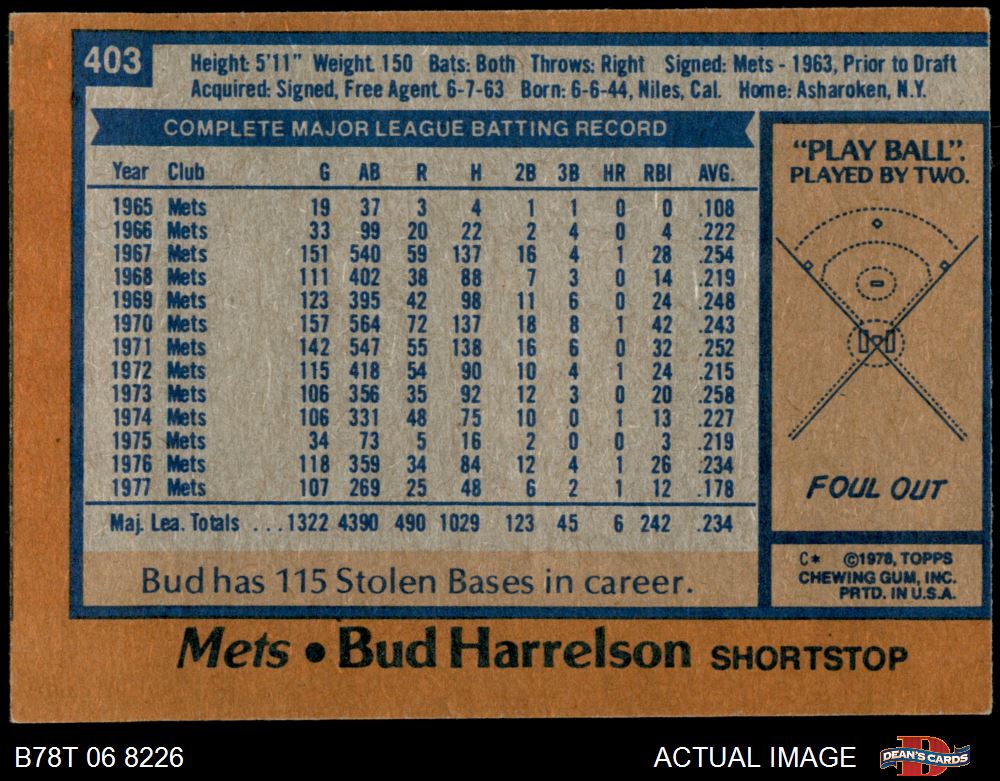 403
Height: 5'11" Weight: 150 Bats: Both Throws: Right Signed: Mets - 1963, Prior to Draft
Acquired: Signed, Free Agent 6-7-63 Born: 6-6-44, Niles, Cal. Home: Asharoken, N.Y.
COMPLETE MAJOR LEAGUE BATTING RECORD
Year Club G AB R H 2B 3B HR RBI AVG.
1965 Mets 19 37 3 4 1 1 0 0 .108
1966 Mets 33 99 20 22 2 4 0 4 .222
1967 Mets 151 540 59 137 16 4 1 28 .254
1968 Mets 111 402 38 88 7 3 0 14 .219
1969 Mets 123 395 42 98 11 6 0 24 .248
1970 Mets 157 564 72 137 18 8 1 42 .243
1971 Mets 142 547 55 138 16 6 0 32 .252
1972 Mets 115 418 54 90 10 4 1 24 .215
1973 Mets 106 356 35 92 12 3 0 20 .258
1974 Mets 106 331 48 75 10 0 1 13 .227
1975 Mets 34 73 5 16 2 0 0 3 .219
1976 Mets 118 359 34 84 12 4 1 26 .234
1977 Mets 107 269 25 48 6 2 1 12 .178
Maj. Lea. Totals ...1322 4390 490 1029 123 45 6 242 .234
Bud has 115 Stolen Bases in career.
"PLAY BALL".
PLAYED BY TWO.
FOUL OUT
C* ©1978, TOPPS
CHEWING GUM, INC.
PRTD. IN U.S.A.
Mets • Bud Harrelson SHORTSTOP
B78T 06 8226
ACTUAL IMAGE
DEAN'S CARDS